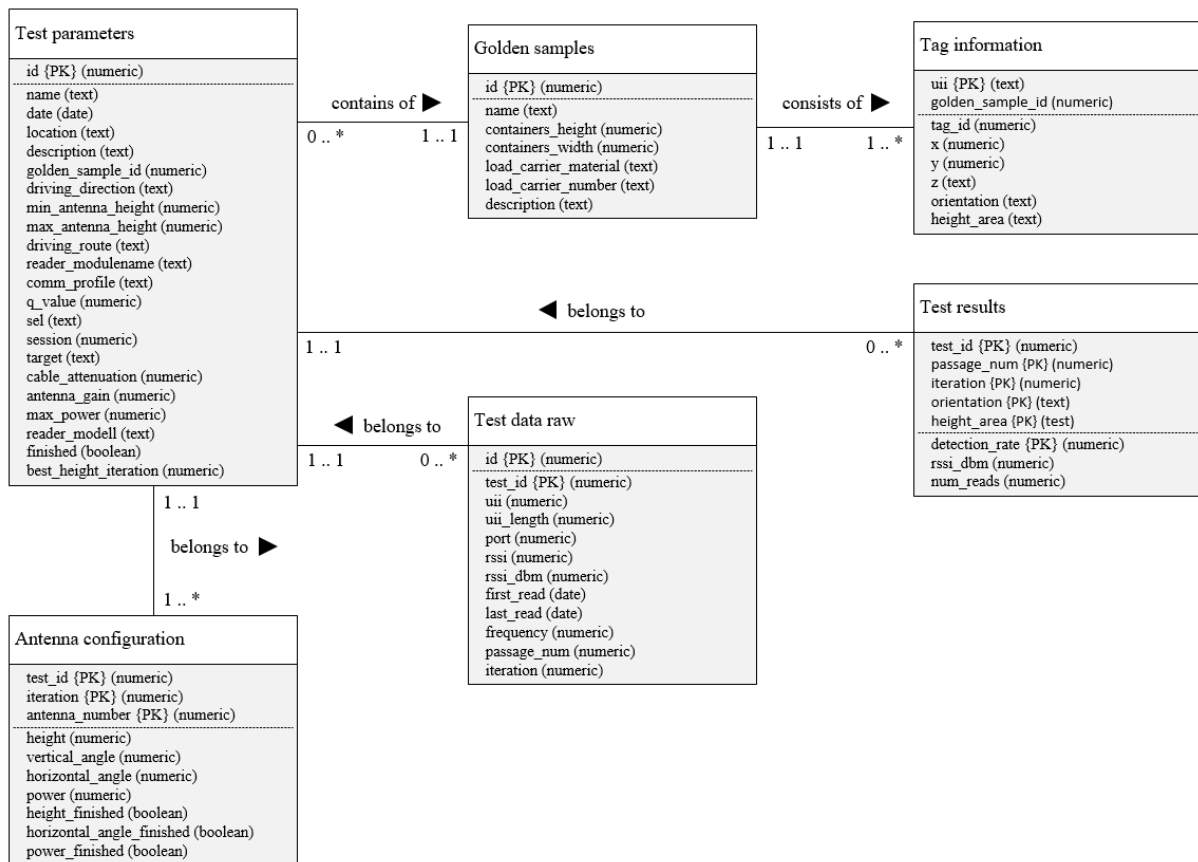 Test parameters
id {PK} (numeric)
name (text)
date (date)
location (text)
description (text)
golden_sample_id (numeric)
driving_direction (text)
min_antenna_height (numeric)
max_antenna_height (numeric)
driving_route (text)
reader_modulename (text)
comm_profile (text)
q_value (numeric)
sel (text)
session (numeric)
target (text)
cable_attenuation (numeric)
antenna_gain (numeric)
max_power (numeric)
reader_modell (text)
finished (boolean)
best_height_iteration (numeric)
contains of ▶
0 .. *
1 .. 1
Golden samples
id {PK} (numeric)
name (text)
containers_height (numeric)
containers_width (numeric)
load_carrier_material (text)
load_carrier_number (text)
description (text)
consists of ▶
1 .. 1
1 .. *
Tag information
uii {PK} (text)
golden_sample_id (numeric)
tag_id (numeric)
x (numeric)
y (numeric)
z (text)
orientation (text)
height_area (text)
◀ belongs to
1 .. 1
0 .. *
Test results
test_id {PK} (numeric)
passage_num {PK} (numeric)
iteration {PK} (numeric)
orientation {PK} (text)
height_area {PK} (test)
detection_rate {PK} (numeric)
rssi_dbm (numeric)
num_reads (numeric)
◀ belongs to
1 .. 1
0 .. *
Test data raw
id {PK} (numeric)
test_id {PK} (numeric)
uii (numeric)
uii_length (numeric)
port (numeric)
rssi (numeric)
rssi_dbm (numeric)
first_read (date)
last_read (date)
frequency (numeric)
passage_num (numeric)
iteration (numeric)
1 .. 1
belongs to ▶
1 .. *
Antenna configuration
test_id {PK} (numeric)
iteration {PK} (numeric)
antenna_number {PK} (numeric)
height (numeric)
vertical_angle (numeric)
horizontal_angle (numeric)
power (numeric)
height_finished (boolean)
horizontal_angle_finished (boolean)
power_finished (boolean)